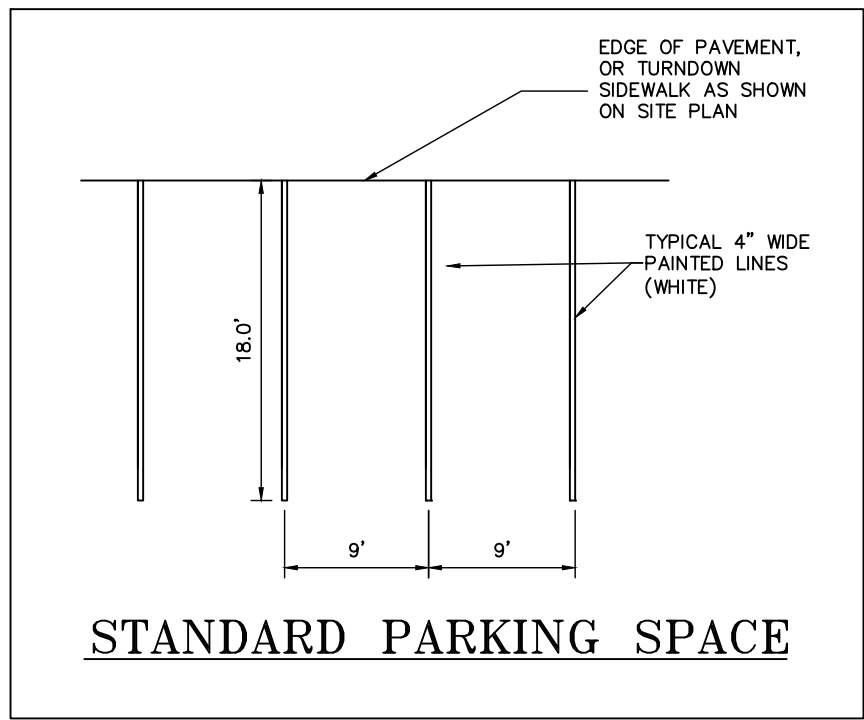 EDGE OF PAVEMENT,
OR TURNDOWN
SIDEWALK AS SHOWN
ON SITE PLAN
TYPICAL 4" WIDE
PAINTED LINES
(WHITE)
18.0'
9'
9'
STANDARD PARKING SPACE